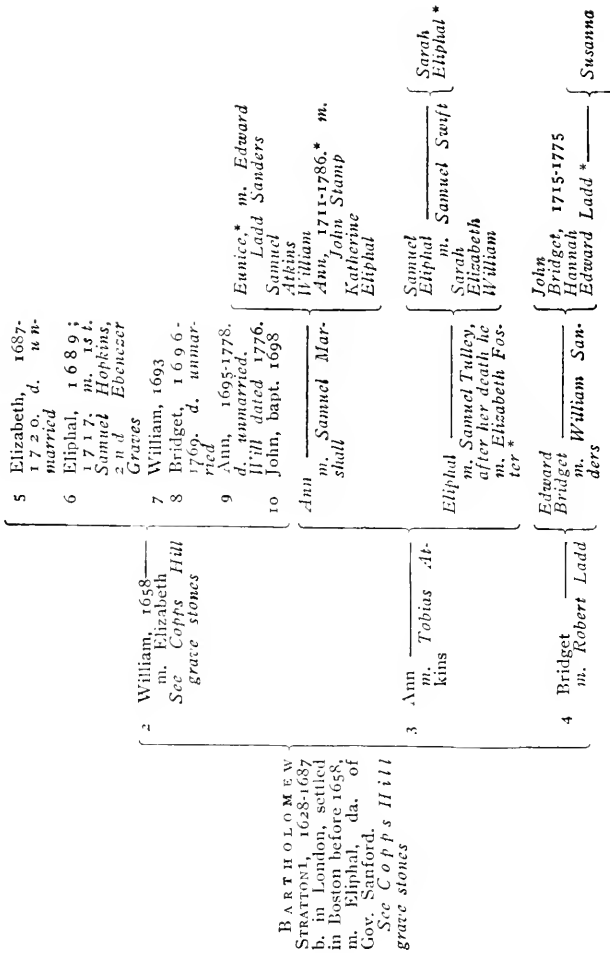 BARTHOLOMEW
STRATTON1, 1628-1687
b. in London, settled
in Boston before 1658,
m. Eliphal, da. of
Gov. Sanford.
See Copps Hill
grave stones
2 William, 1658
m. Elizabeth
See Copps Hill
grave stones
5 Elizabeth, 1687-
1720. d. un-
married
6 Eliphal, 1689;
1717, m. 1st.
Samuel Hopkins,
2nd Ebenezer
Graves
7 William, 1693
8 Bridget, 1696-
1769. d. unmar-
ried
9 Ann, 1695-1778.
d. unmarried.
Will dated 1776.
10 John, bapt. 1698
3 Ann
m. Tobias At-
kins
Ann
m. Samuel Mar-
shall
Eunice,* m. Edward
Ladd Sanders
Samuel
Atkins
William
Ann, 1711-1786.* m.
John Stamp
Katherine
Eliphal
Eliphal
m. Samuel Tulley,
after her death he
m. Elizabeth Fos-
ter *
Samuel
Eliphal
m. Samuel Swift
Sarah
Elizabeth
William
Sarah
Eliphal *
4 Bridget
m. Robert Ladd
Edward
Bridget
m. William San-
ders
John
Bridget, 1715-1775
Hannah
Edward Ladd *
Susanna